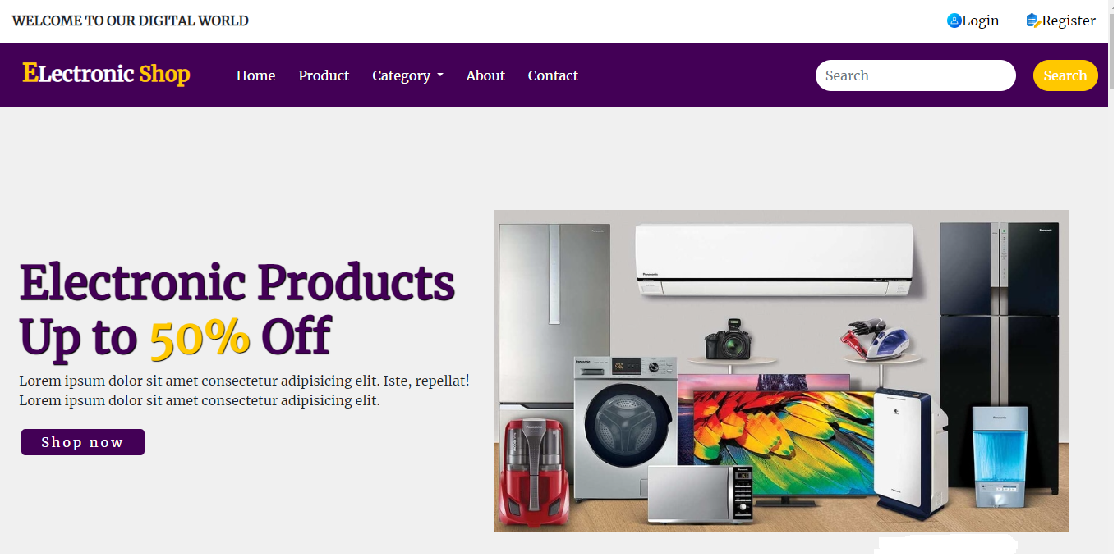 WELCOME TO OUR DIGITAL WORLD
Login
Register
ELectronic Shop
Home
Product
Category
About
Contact
Search
Search
Electronic Products
Up to 50% Off
Lorem ipsum dolor sit amet consectetur adipisicing elit. Iste, repellat!
Lorem ipsum dolor sit amet consectetur adipisicing elit.
Shop now
Panasonic